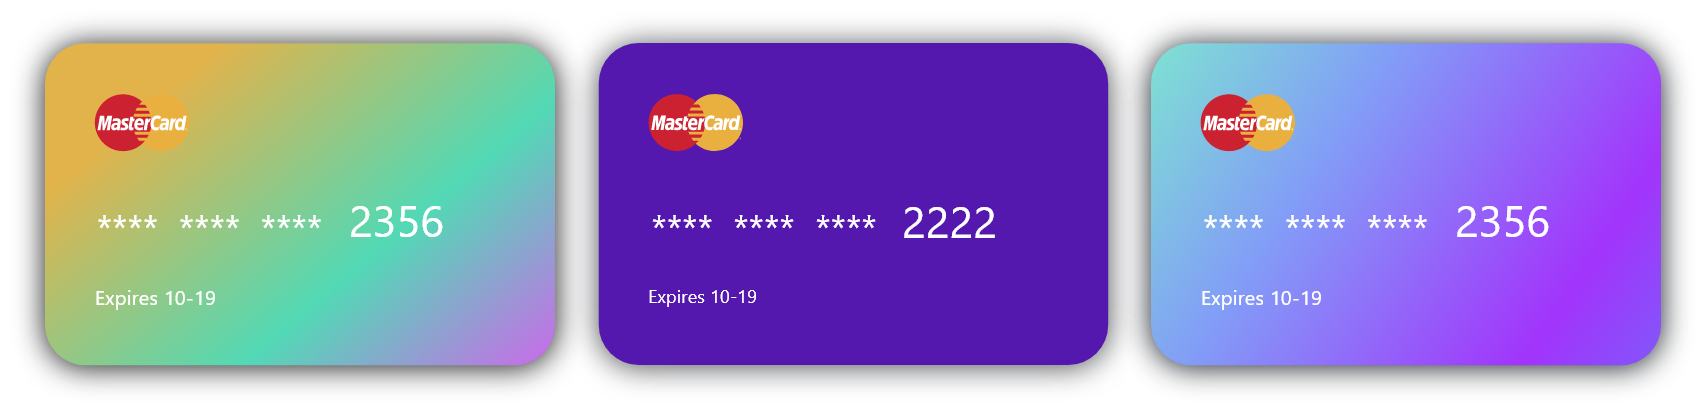 MasterCard
**** **** **** 2356
Expires 10-19
MasterCard
**** **** **** 2222
Expires 10-19
MasterCard
**** **** **** 2356
Expires 10-19